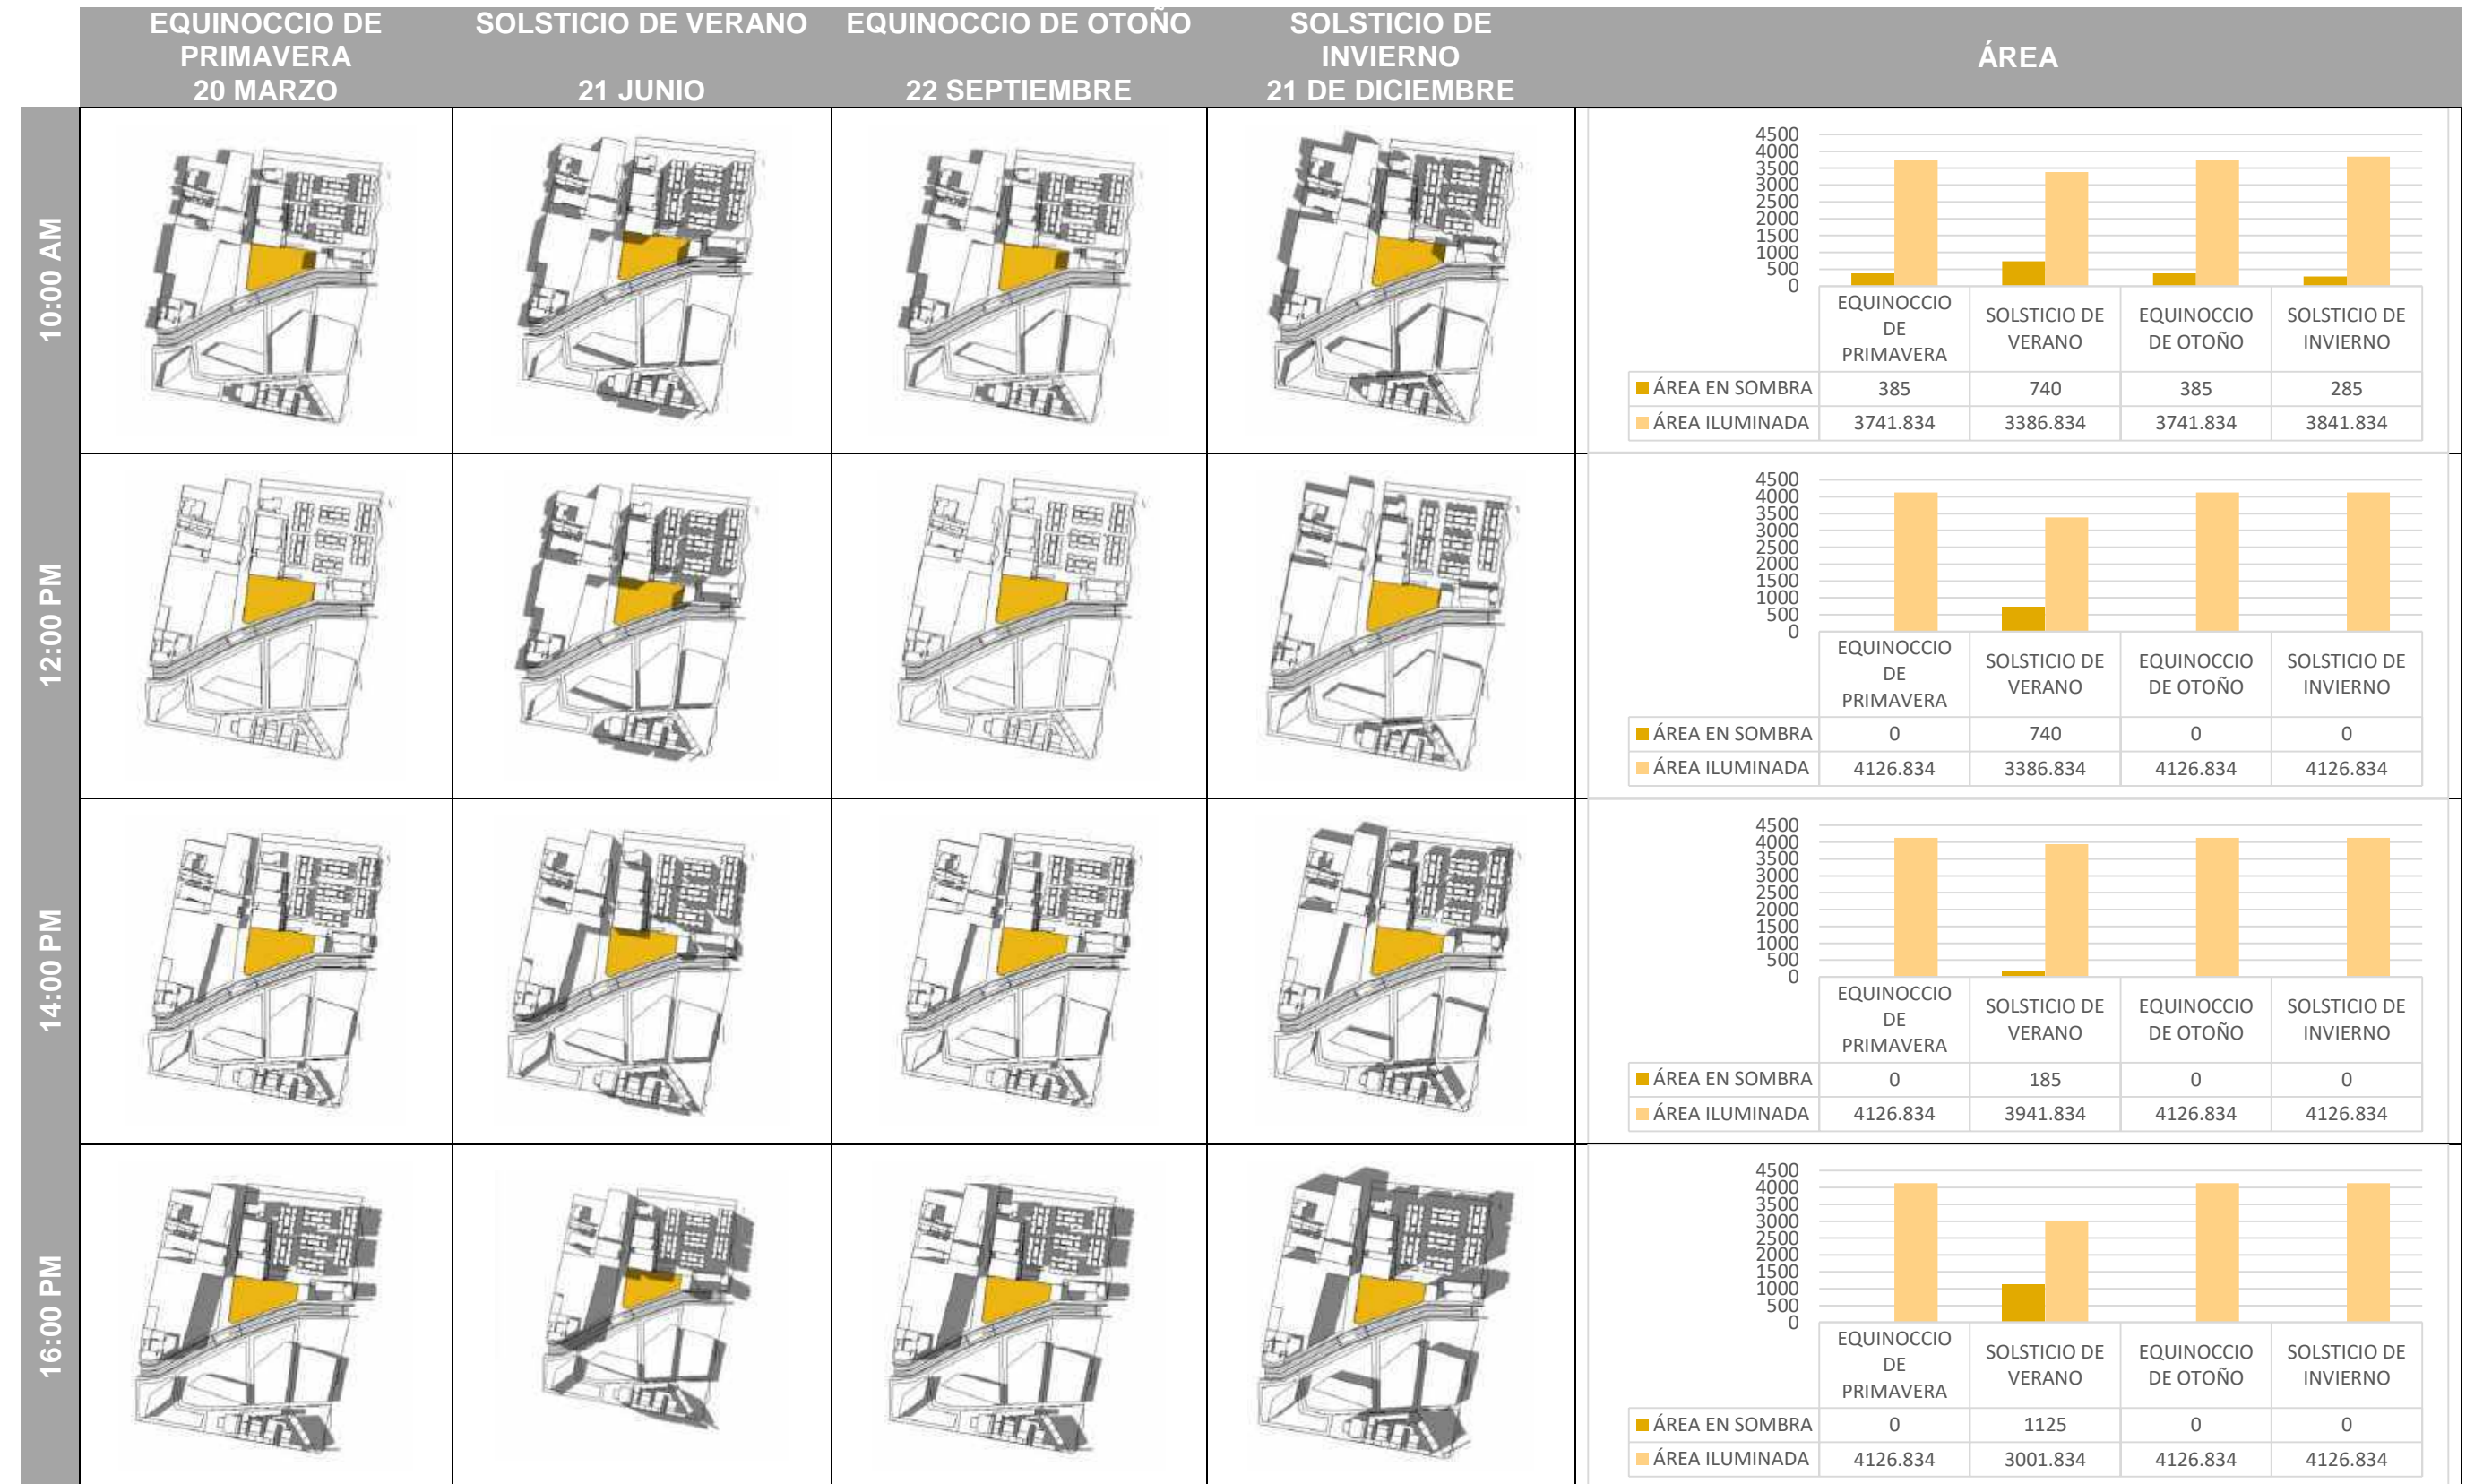 EQUINOCCIO DE
PRIMAVERA
20 MARZO
SOLSTICIO DE VERANO
21 JUNIO
EQUINOCCIO DE OTOÑO
22 SEPTIEMBRE
SOLSTICIO DE
INVIERNO
21 DE DICIEMBRE
ÁREA
10:00 AM
4500
4000
3500
3000
2500
2000
1500
1000
500
0
EQUINOCCIO
DE
PRIMAVERA
SOLSTICIO DE
VERANO
EQUINOCCIO
DE OTOÑO
SOLSTICIO DE
INVIERNO
ÁREA EN SOMBRA 385 740 385 285
ÁREA ILUMINADA 3741.834 3386.834 3741.834 3841.834
12:00 PM
4500
4000
3500
3000
2500
2000
1500
1000
500
0
EQUINOCCIO
DE
PRIMAVERA
SOLSTICIO DE
VERANO
EQUINOCCIO
DE OTOÑO
SOLSTICIO DE
INVIERNO
ÁREA EN SOMBRA 0 740 0 0
ÁREA ILUMINADA 4126.834 3386.834 4126.834 4126.834
14:00 PM
4500
4000
3500
3000
2500
2000
1500
1000
500
0
EQUINOCCIO
DE
PRIMAVERA
SOLSTICIO DE
VERANO
EQUINOCCIO
DE OTOÑO
SOLSTICIO DE
INVIERNO
ÁREA EN SOMBRA 0 185 0 0
ÁREA ILUMINADA 4126.834 3941.834 4126.834 4126.834
16:00 PM
4500
4000
3500
3000
2500
2000
1500
1000
500
0
EQUINOCCIO
DE
PRIMAVERA
SOLSTICIO DE
VERANO
EQUINOCCIO
DE OTOÑO
SOLSTICIO DE
INVIERNO
ÁREA EN SOMBRA 0 1125 0 0
ÁREA ILUMINADA 4126.834 3001.834 4126.834 4126.834